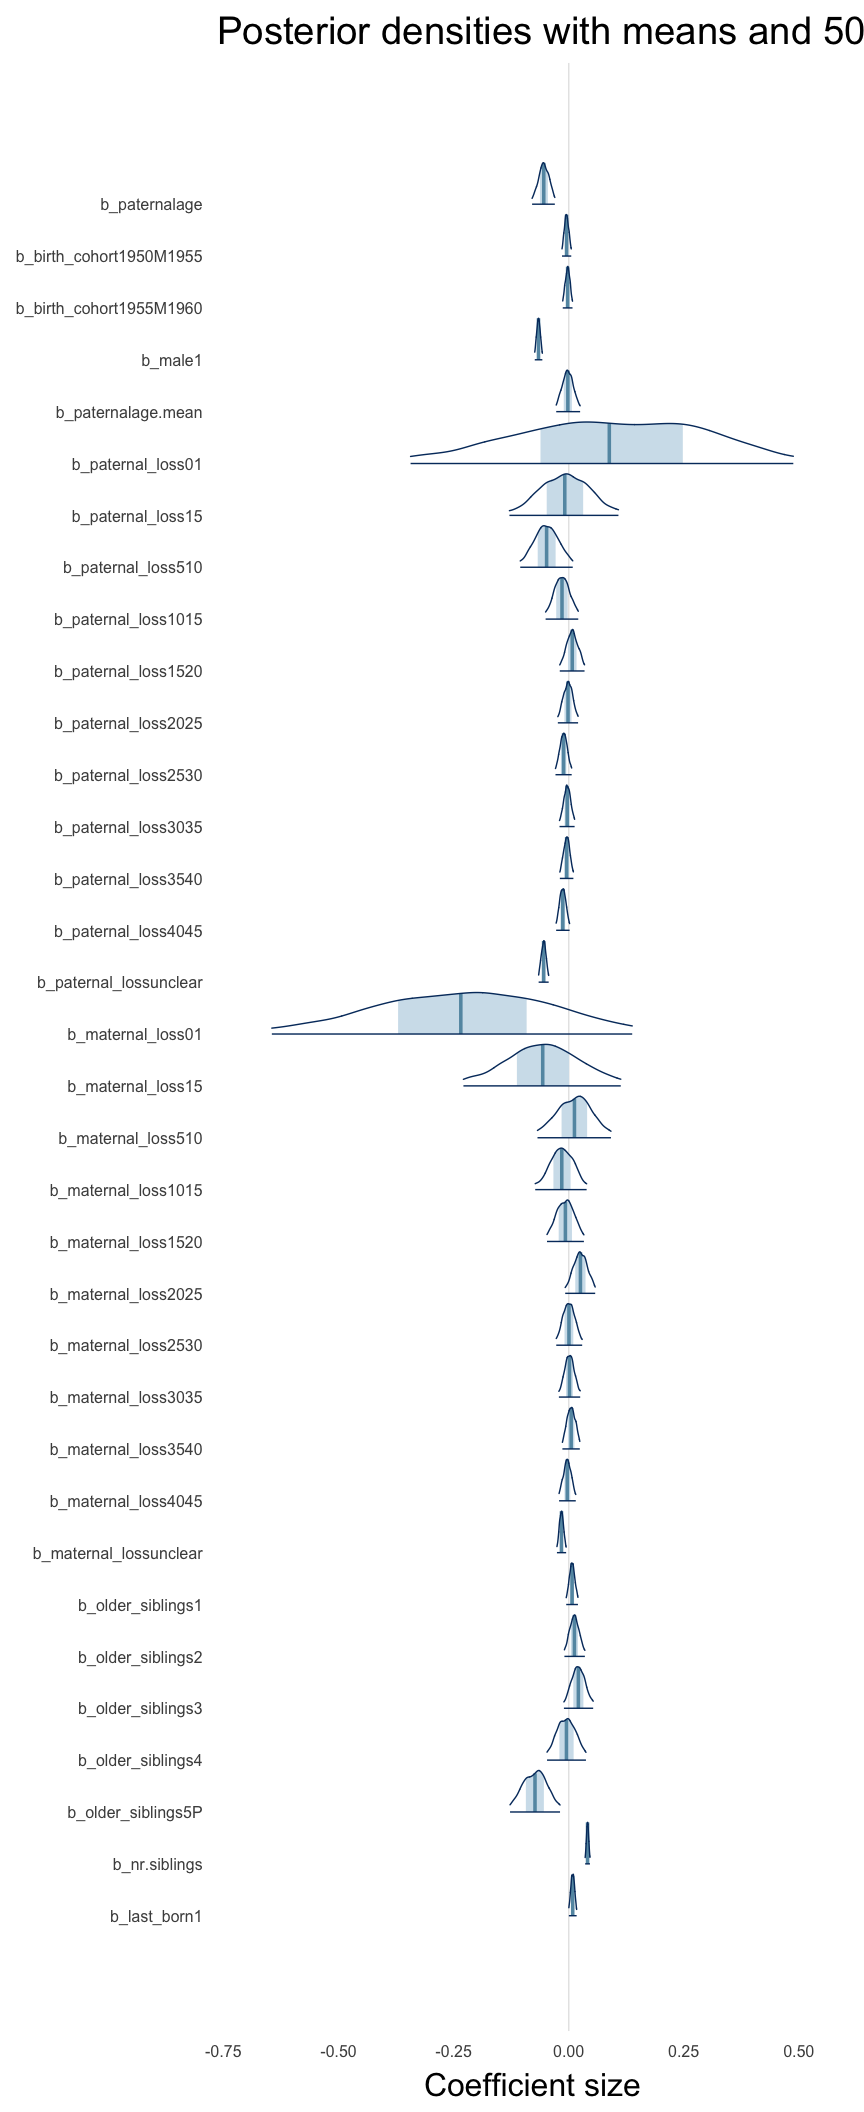 Posterior densities with means and 50
b_paternalage
b_birth_cohort1950M1955
b_birth_cohort1955M1960
b_male1
b_paternalage.mean
b_paternal_loss01
b_paternal_loss15
b_paternal_loss510
b_paternal_loss1015
b_paternal_loss1520
b_paternal_loss2025
b_paternal_loss2530
b_paternal_loss3035
b_paternal_loss3540
b_paternal_loss4045
b_paternal_lossunclear
b_maternal_loss01
b_maternal_loss15
b_maternal_loss510
b_maternal_loss1015
b_maternal_loss1520
b_maternal_loss2025
b_maternal_loss2530
b_maternal_loss3035
b_maternal_loss3540
b_maternal_loss4045
b_maternal_lossunclear
b_older_siblings1
b_older_siblings2
b_older_siblings3
b_older_siblings4
b_older_siblings5P
b_nr.siblings
b_last_born1
-0.75 -0.50 -0.25 0.00 0.25 0.50
Coefficient size